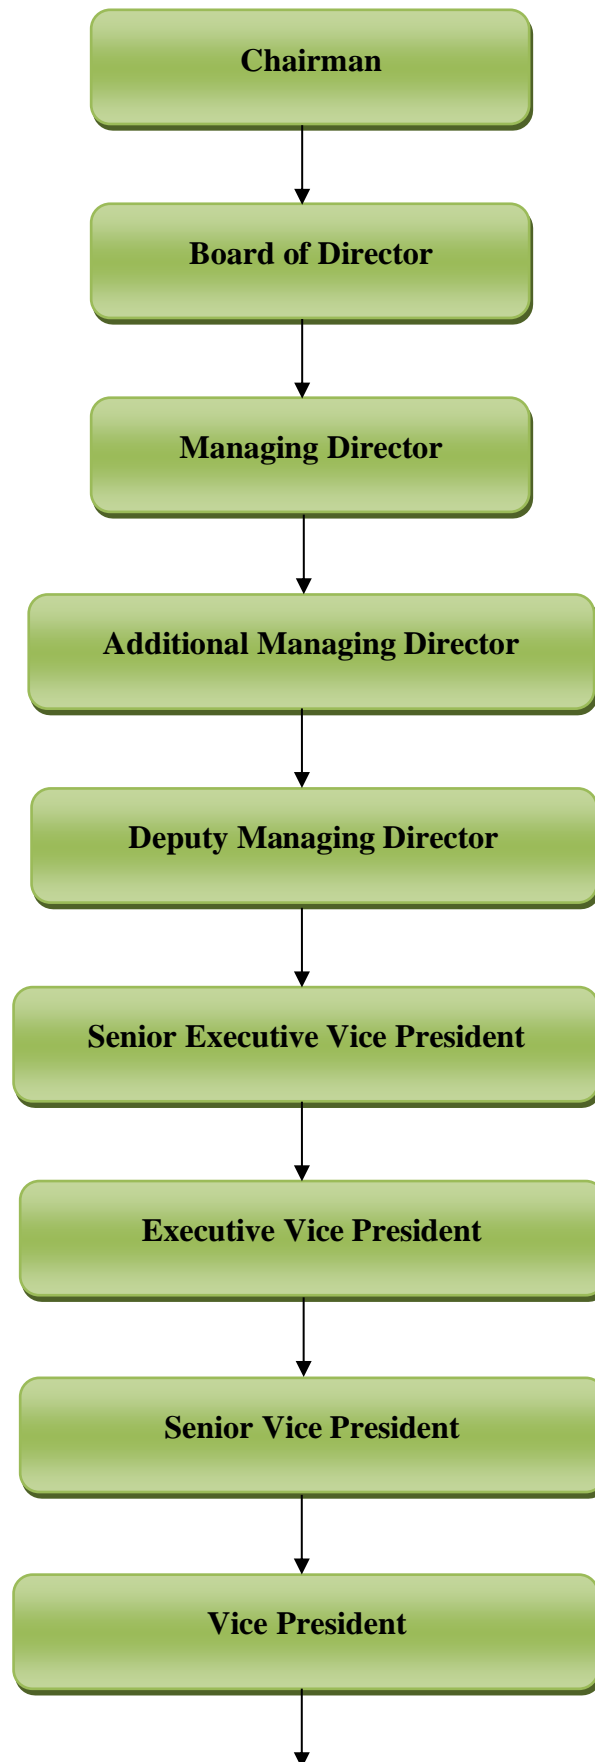 Chairman
Board of Director
Managing Director
Additional Managing Director
Deputy Managing Director
Senior Executive Vice President
Executive Vice President
Senior Vice President
Vice President